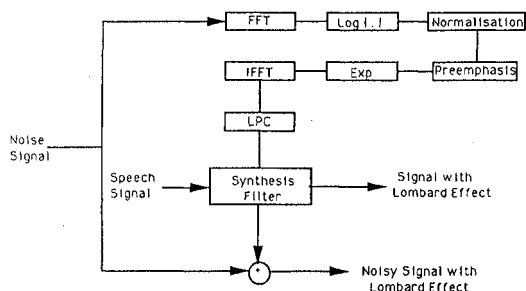 FFT
Log |.|
Normalisation
IFFT
Exp
Preemphasis
LPC
Noise
Signal
Speech
Signal
Synthesis
Filter
Signal with
Lombard Effect
Noisy Signal with
Lombard Effect